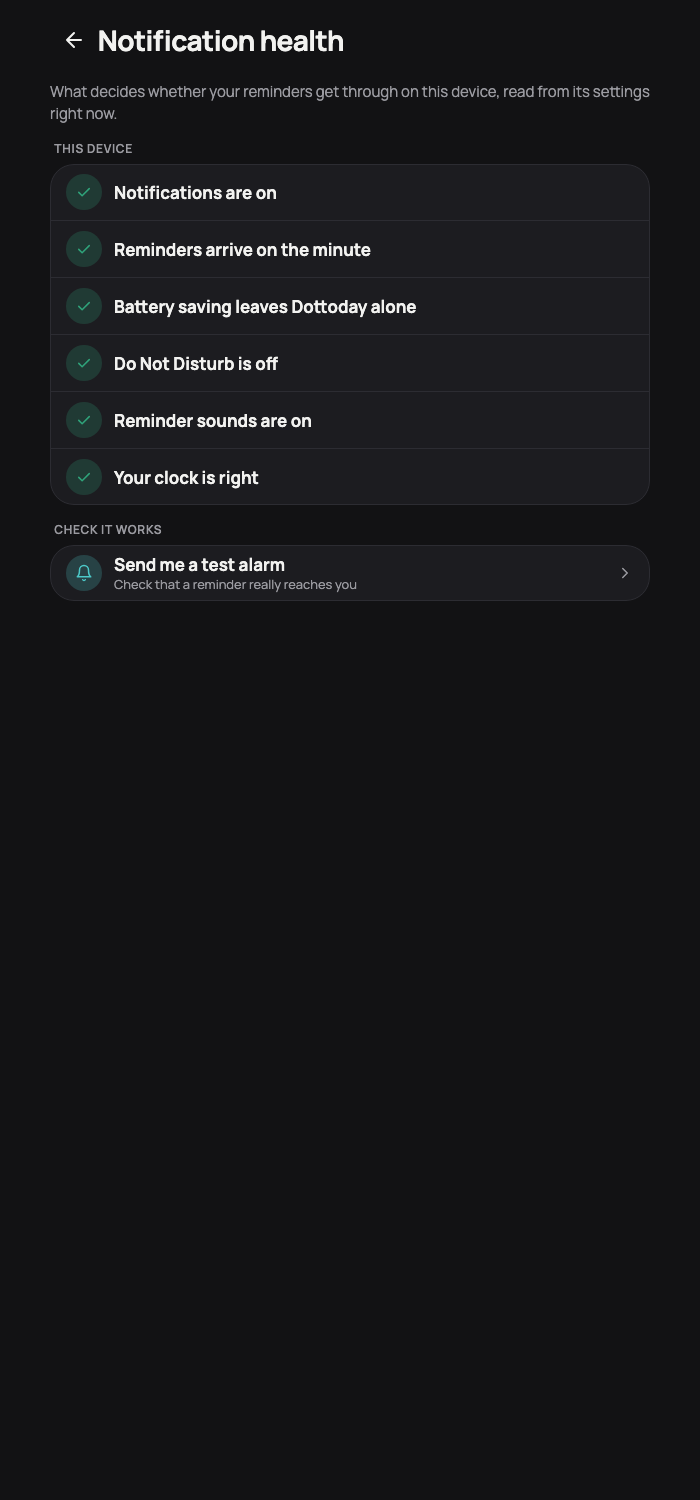 Notification health
What decides whether your reminders get through on this device, read from its settings
right now.
THIS DEVICE
Notifications are on
Reminders arrive on the minute
Battery saving leaves Dottoday alone
Do Not Disturb is off
Reminder sounds are on
Your clock is right
CHECK IT WORKS
Send me a test alarm
Check that a reminder really reaches you